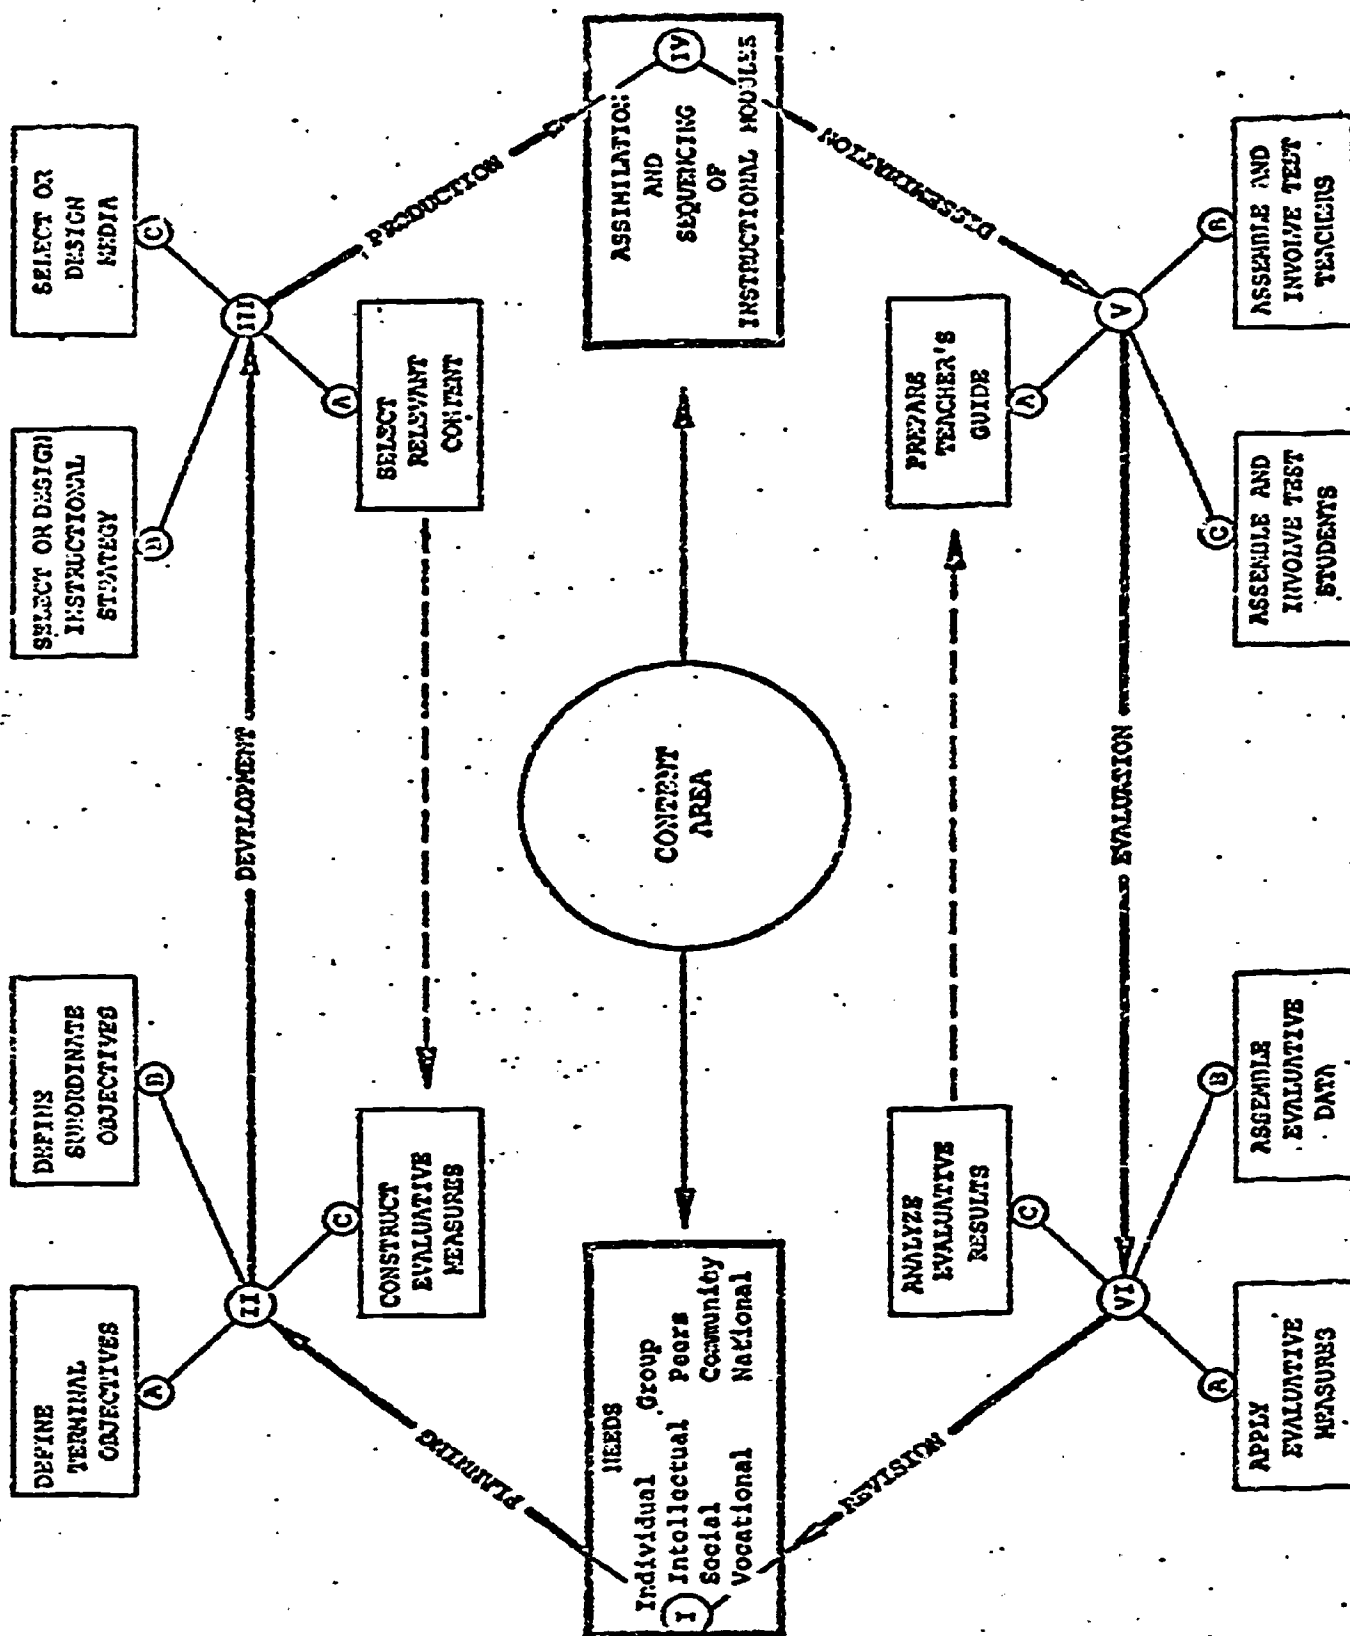 DEFINE
TERMINAL
OBJECTIVES
A
DEFINE
SUBORDINATE
OBJECTIVES
B
SELECT OR DESIGN
INSTRUCTIONAL
STRATEGY
B
SELECT OR
DESIGN
MEDIA
C
II
DEVELOPMENT
III
C
CONSTRUCT
EVALUATIVE
MEASURES
A
SELECT
RELEVANT
CONTENT
PLANNING
PRODUCTION
NEEDS
Individual Group
I Intellectual Peers
Social Community
Vocational National
CONTENT
AREA
ASSIMILATION
AND
SEQUENCING
OF
INSTRUCTIONAL MODULES
IV
REVISION
DISSEMINATION
ANALYZE
EVALUATIVE
RESULTS
C
PREPARE
TEACHER'S
GUIDE
A
VI
EVALUATION
V
A
APPLY
EVALUATIVE
MEASURES
B
ASSEMBLE
EVALUATIVE
DATA
C
ASSEMBLE AND
INVOLVE TEST
STUDENTS
B
ASSEMBLE AND
INVOLVE TEST
TEACHERS